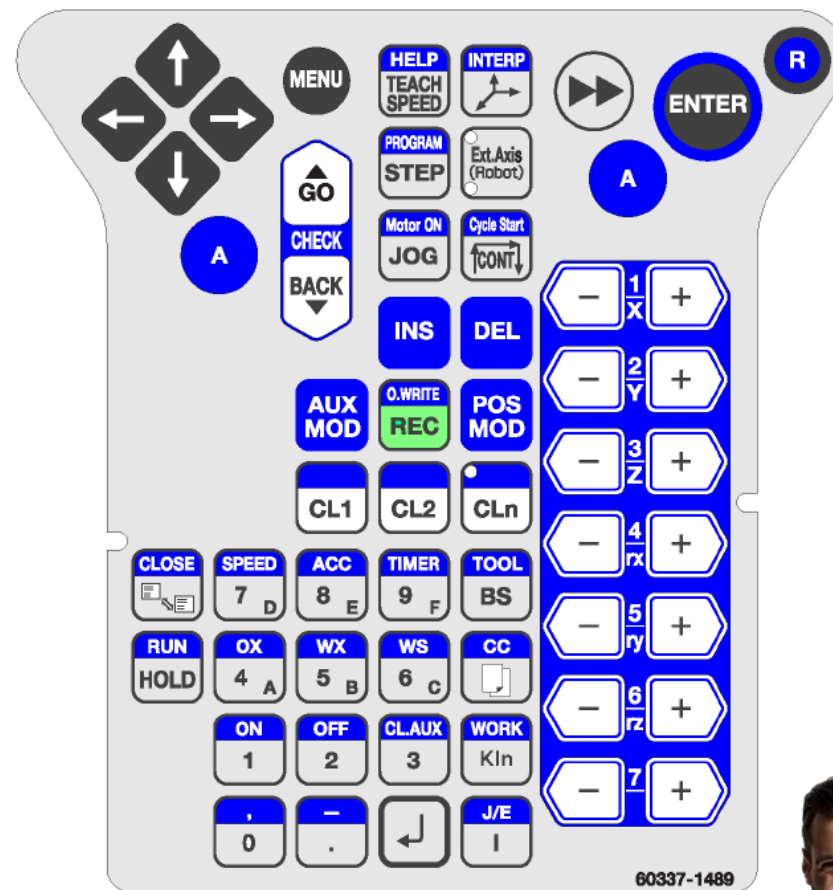 MENU
HELP
TEACH
SPEED
INTERP
ENTER
R
PROGRAM
STEP
Ext.Axis
(Robot)
A
GO
CHECK
BACK
A
Motor ON
JOG
Cycle Start
CONT
INS
DEL
AUX
MOD
O.WRITE
REC
POS
MOD
CL1
CL2
CLn
CLOSE
SPEED
7 D
ACC
8 E
TIMER
9 F
TOOL
BS
RUN
HOLD
OX
4 A
WX
5 B
WS
6 C
CC
ON
1
OFF
2
CL.AUX
3
WORK
KIn
,
0
—
.
J/E
I
− 1 +
X
− 2 +
Y
− 3 +
Z
− 4 +
rx
− 5 +
ry
− 6 +
rz
− 7 +
60337-1489